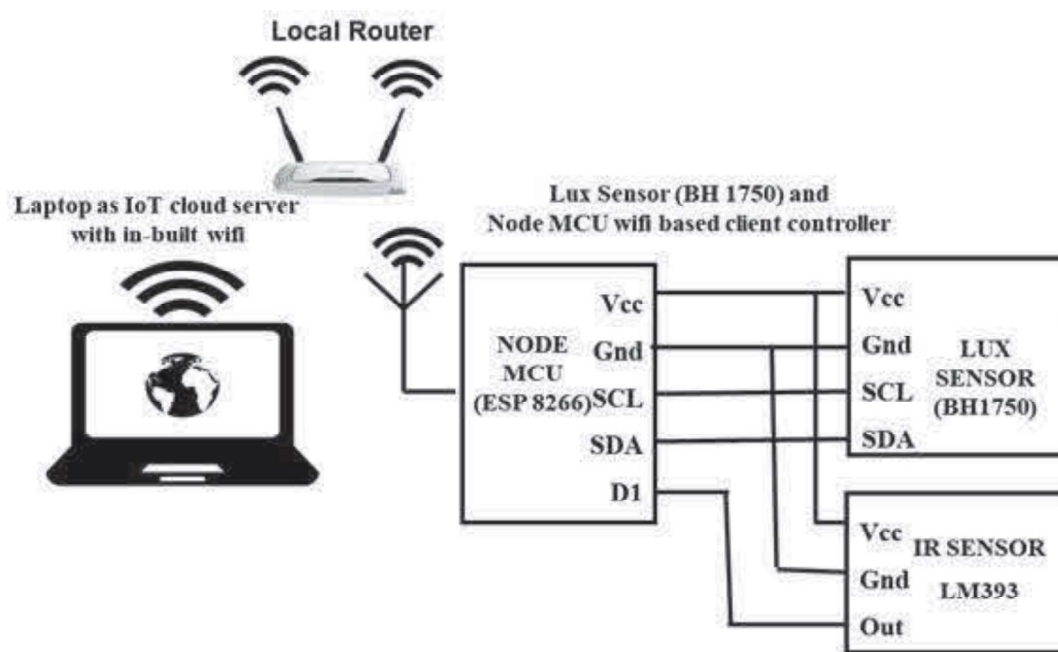 Local Router
Laptop as IoT cloud server
with in-built wifi
Lux Sensor (BH 1750) and
Node MCU wifi based client controller
NODE
MCU
(ESP 8266)
Vcc
Gnd
SCL
SDA
D1
Vcc
Gnd
SCL
SDA
LUX
SENSOR
(BH1750)
Vcc
Gnd
Out
IR SENSOR
LM393